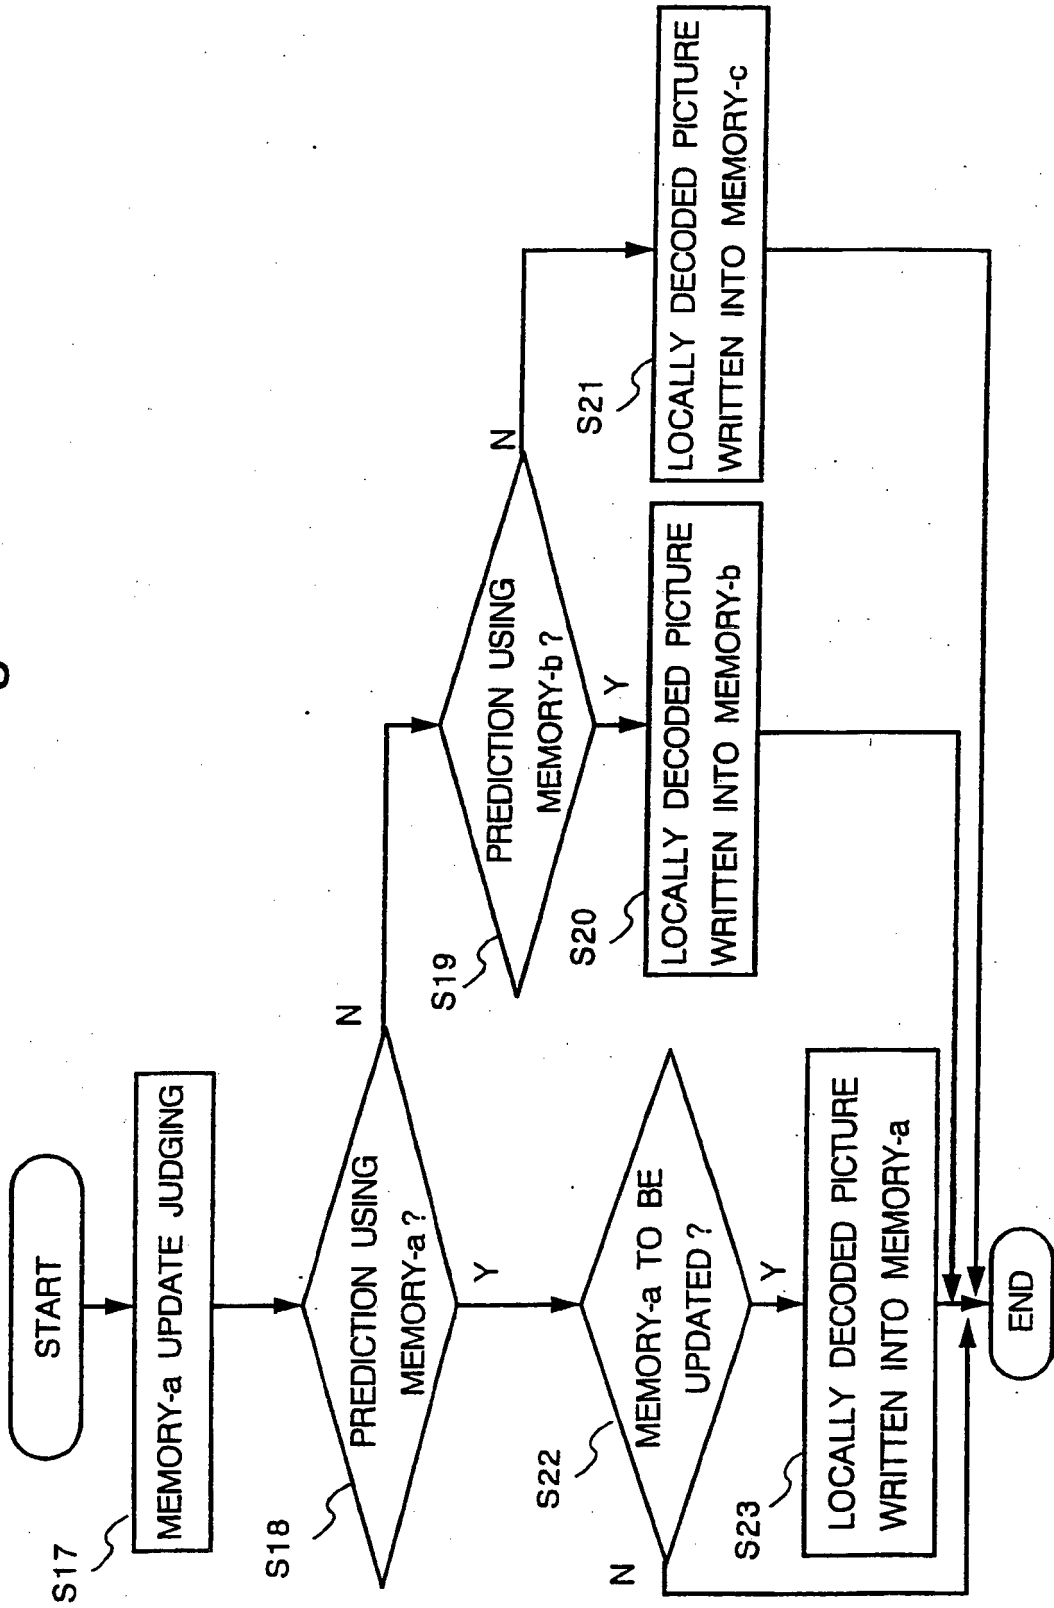 START
S17
MEMORY-a UPDATE JUDGING
S18
PREDICTION USING
MEMORY-a ?
N
Y
S19
PREDICTION USING
MEMORY-b ?
N
Y
S20
LOCALLY DECODED PICTURE
WRITTEN INTO MEMORY-b
S21
LOCALLY DECODED PICTURE
WRITTEN INTO MEMORY-c
S22
MEMORY-a TO BE
UPDATED ?
N
Y
S23
LOCALLY DECODED PICTURE
WRITTEN INTO MEMORY-a
END